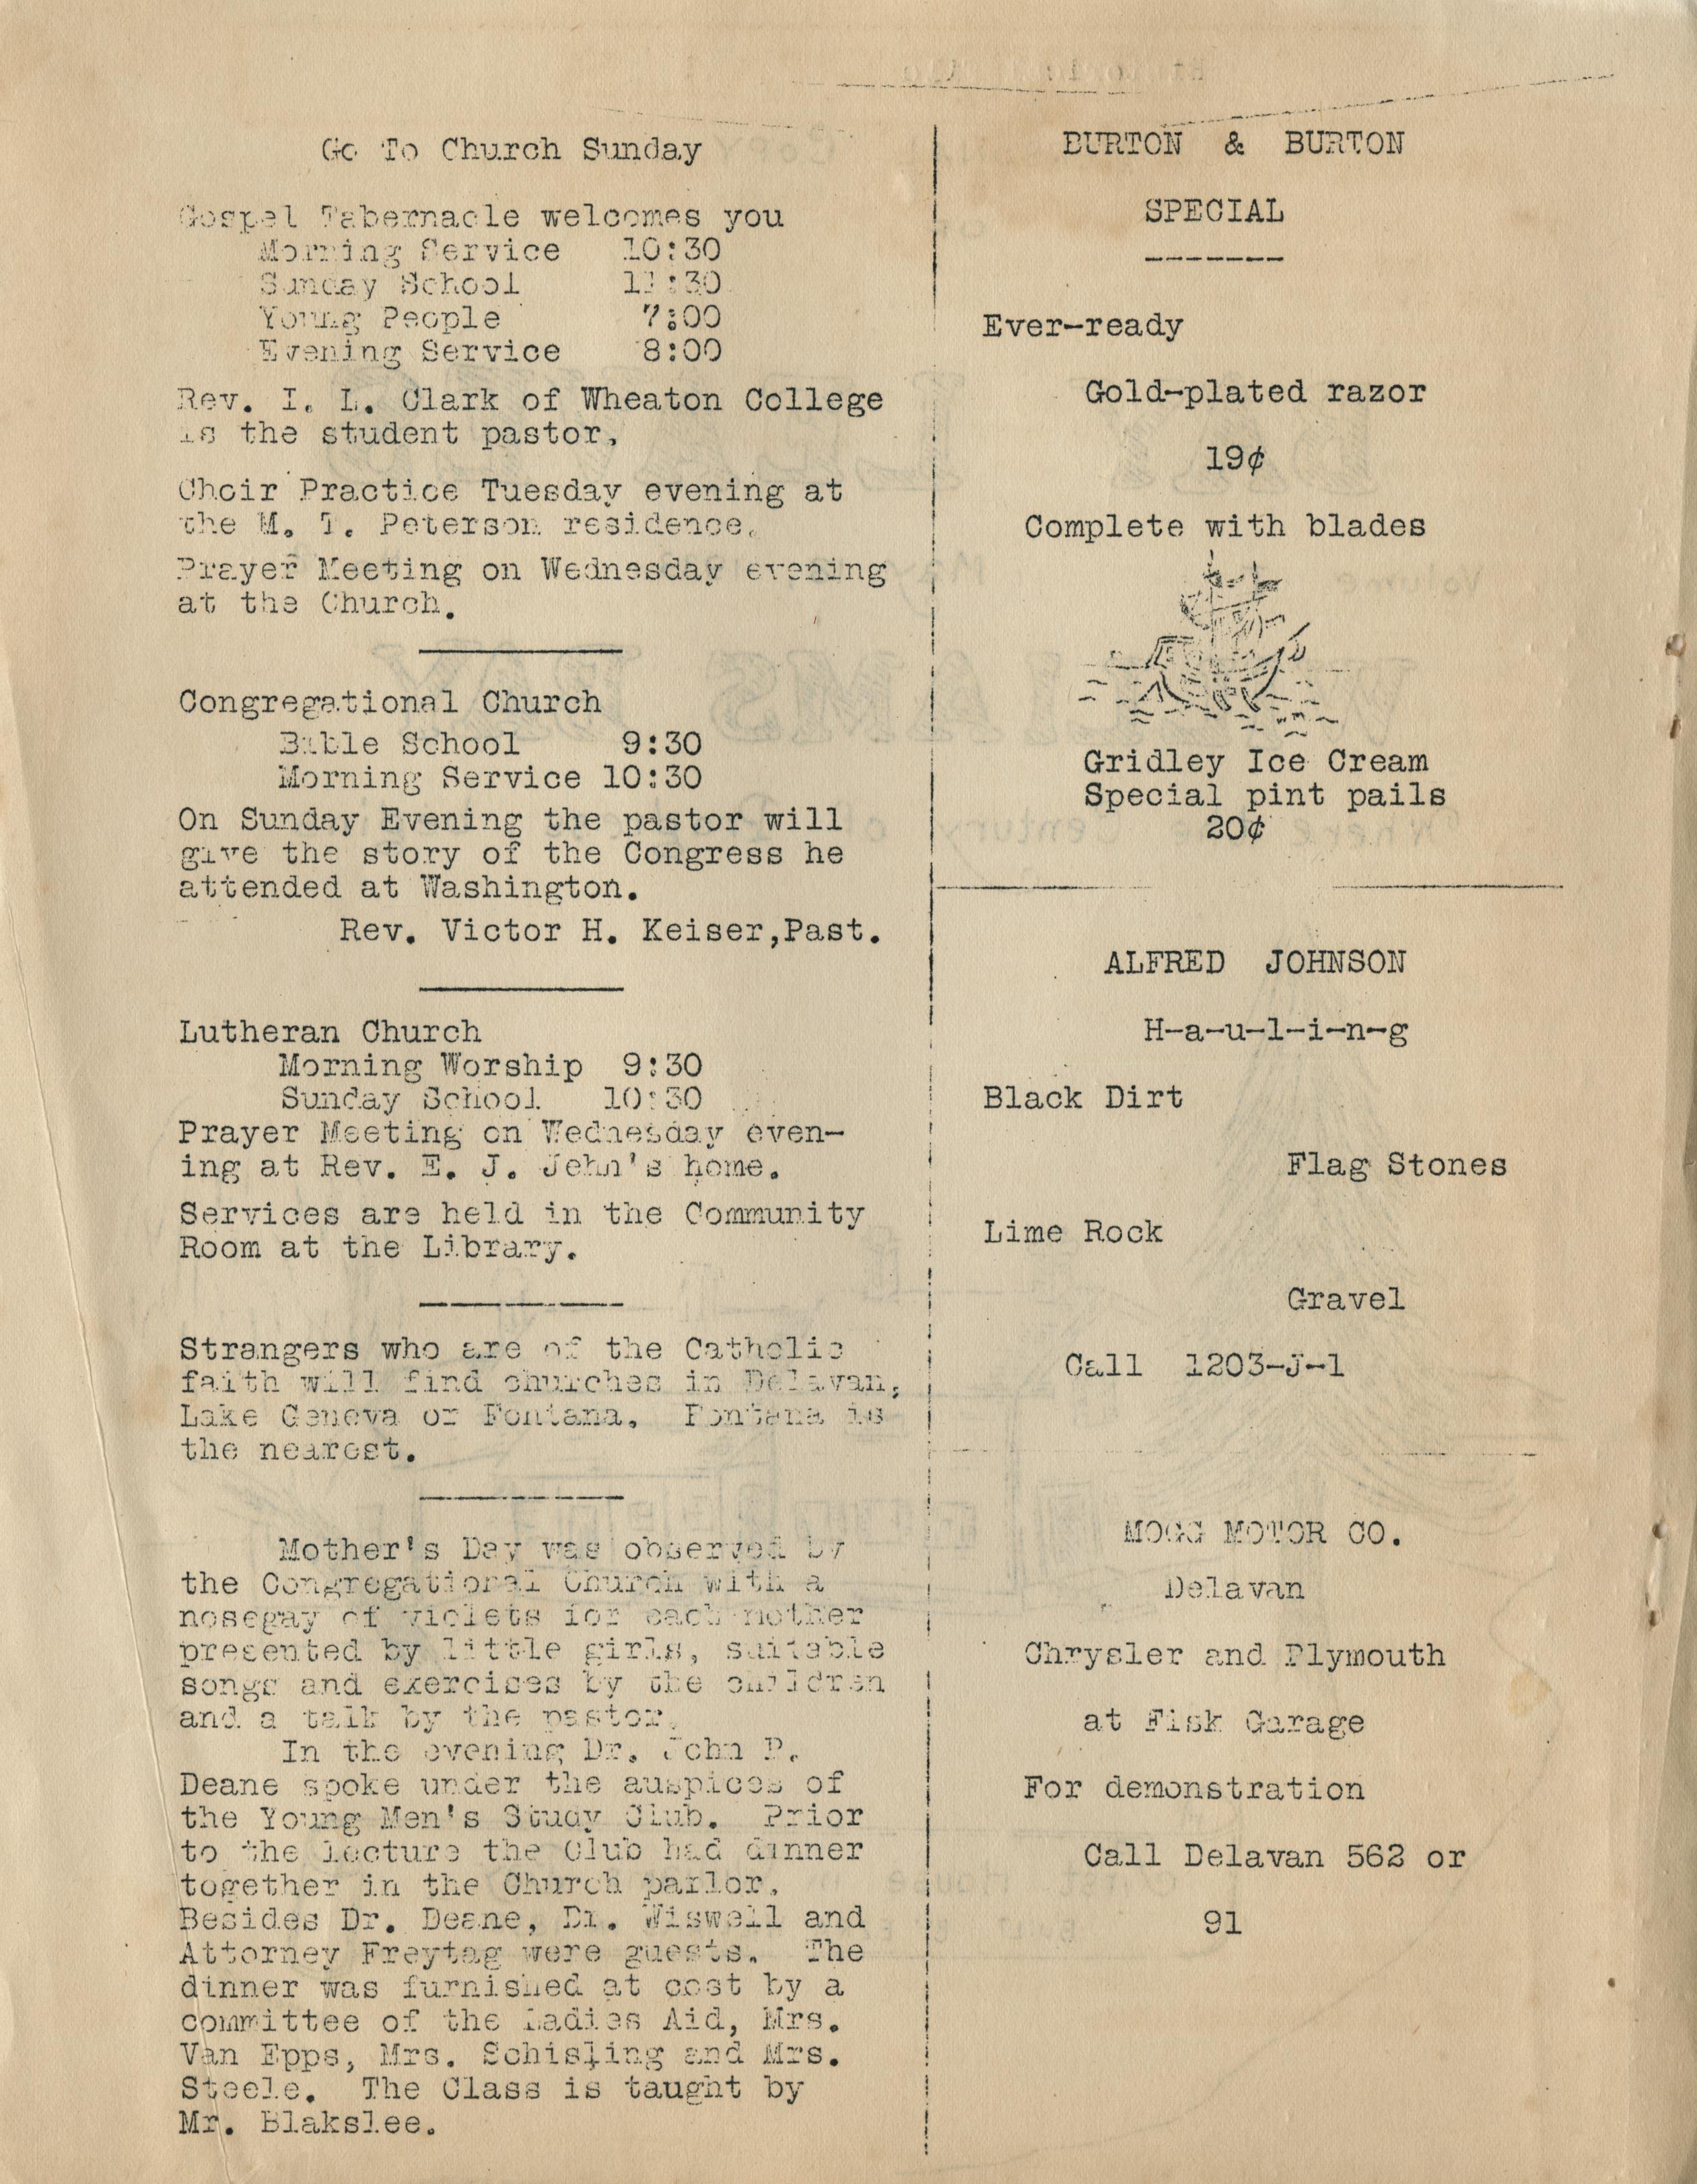 Go To Church Sunday
Gospel Tabernacle welcomes you
Morning Service 10:30
Sunday School 11:30
Young People 7:00
Evening Service 8:00
Rev. I. L. Clark of Wheaton College
is the student pastor.
Choir Practice Tuesday evening at
the M. T. Peterson residence.
Prayer Meeting on Wednesday evening
at the Church.
Congregational Church
Bible School 9:30
Morning Service 10:30
On Sunday Evening the pastor will
give the story of the Congress he
attended at Washington.
Rev. Victor H. Keiser,Past.
Lutheran Church
Morning Worship 9:30
Sunday School 10:30
Prayer Meeting on Wednesday even-
ing at Rev. E. J. Jehn's home.
Services are held in the Community
Room at the Library.
Strangers who are of the Catholic
faith will find churches in Delavan,
Lake Geneva or Fontana. Fontana is
the nearest.
Mother's Day was observed by
the Congregational Church with a
nosegay of violets for each mother
presented by little girls, suitable
songs and exercises by the children
and a talk by the pastor.
In the evening Dr. John P.
Deane spoke under the auspices of
the Young Men's Study Club. Prior
to the lecture the Club had dinner
together in the Church parlor.
Besides Dr. Deane, Dr. Wiswell and
Attorney Freytag were guests. The
dinner was furnished at cost by a
committee of the Ladies Aid, Mrs.
Van Epps, Mrs. Schisling and Mrs.
Steele. The Class is taught by
Mr. Blakslee.
BURTON & BURTON
SPECIAL
Ever-ready
Gold-plated razor
19¢
Complete with blades
Gridley Ice Cream
Special pint pails
20¢
ALFRED JOHNSON
H-a-u-l-i-n-g
Black Dirt
Flag Stones
Lime Rock
Gravel
Call 1203-J-1
MOGG MOTOR CO.
Delavan
Chrysler and Plymouth
at Fisk Garage
For demonstration
Call Delavan 562 or
91